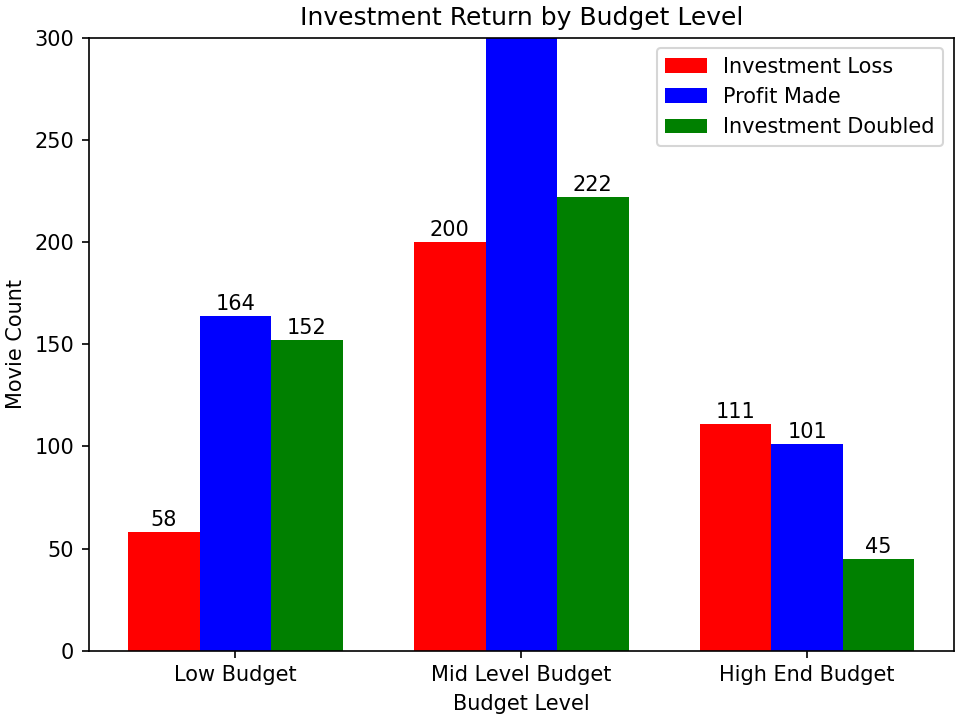 Investment Return by Budget Level
Investment Loss
Profit Made
Investment Doubled
300
250
200
150
100
50
0
Movie Count
58
164
152
200
222
111
101
45
Low Budget
Mid Level Budget
High End Budget
Budget Level